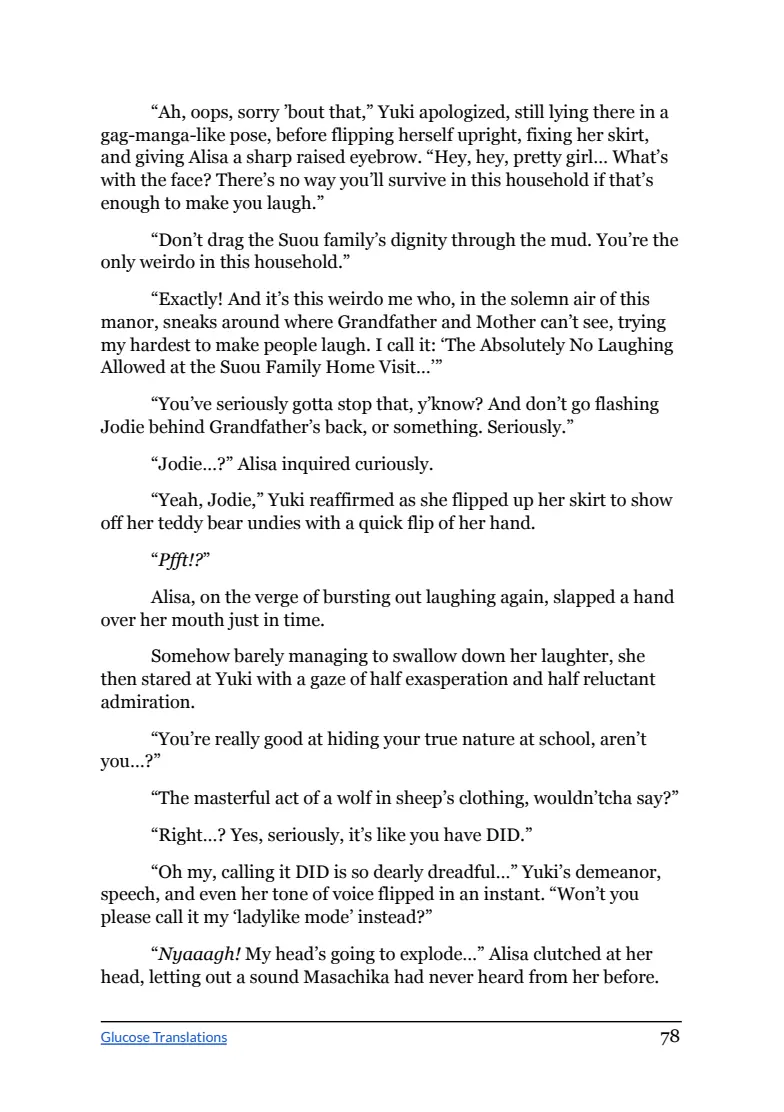 “Ah, oops, sorry ’bout that,” Yuki apologized, still lying there in a
gag-manga-like pose, before flipping herself upright, fixing her skirt,
and giving Alisa a sharp raised eyebrow. “Hey, hey, pretty girl… What’s
with the face? There’s no way you’ll survive in this household if that’s
enough to make you laugh.”
“Don’t drag the Suou family’s dignity through the mud. You’re the
only weirdo in this household.”
“Exactly! And it’s this weirdo me who, in the solemn air of this
manor, sneaks around where Grandfather and Mother can’t see, trying
my hardest to make people laugh. I call it: ‘The Absolutely No Laughing
Allowed at the Suou Family Home Visit…’”
“You’ve seriously gotta stop that, y’know? And don’t go flashing
Jodie behind Grandfather’s back, or something. Seriously.”
“Jodie…?” Alisa inquired curiously.
“Yeah, Jodie,” Yuki reaffirmed as she flipped up her skirt to show
off her teddy bear undies with a quick flip of her hand.
“Pfft!?”
Alisa, on the verge of bursting out laughing again, slapped a hand
over her mouth just in time.
Somehow barely managing to swallow down her laughter, she
then stared at Yuki with a gaze of half exasperation and half reluctant
admiration.
“You’re really good at hiding your true nature at school, aren’t
you…?”
“The masterful act of a wolf in sheep’s clothing, wouldn’tcha say?”
“Right…? Yes, seriously, it’s like you have DID.”
“Oh my, calling it DID is so dearly dreadful…” Yuki’s demeanor,
speech, and even her tone of voice flipped in an instant. “Won’t you
please call it my ‘ladylike mode’ instead?”
“Nyaaagh! My head’s going to explode…” Alisa clutched at her
head, letting out a sound Masachika had never heard from her before.
Glucose Translations
78